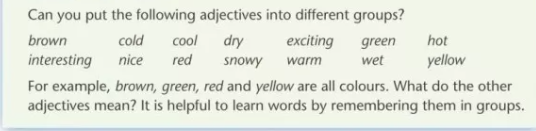 Can you put the following adjectives into different groups?
brown cold cool dry exciting green hot
interesting nice red snowy warm wet yellow
For example, brown, green, red and yellow are all colours. What do the other
adjectives mean? It is helpful to learn words by remembering them in groups.